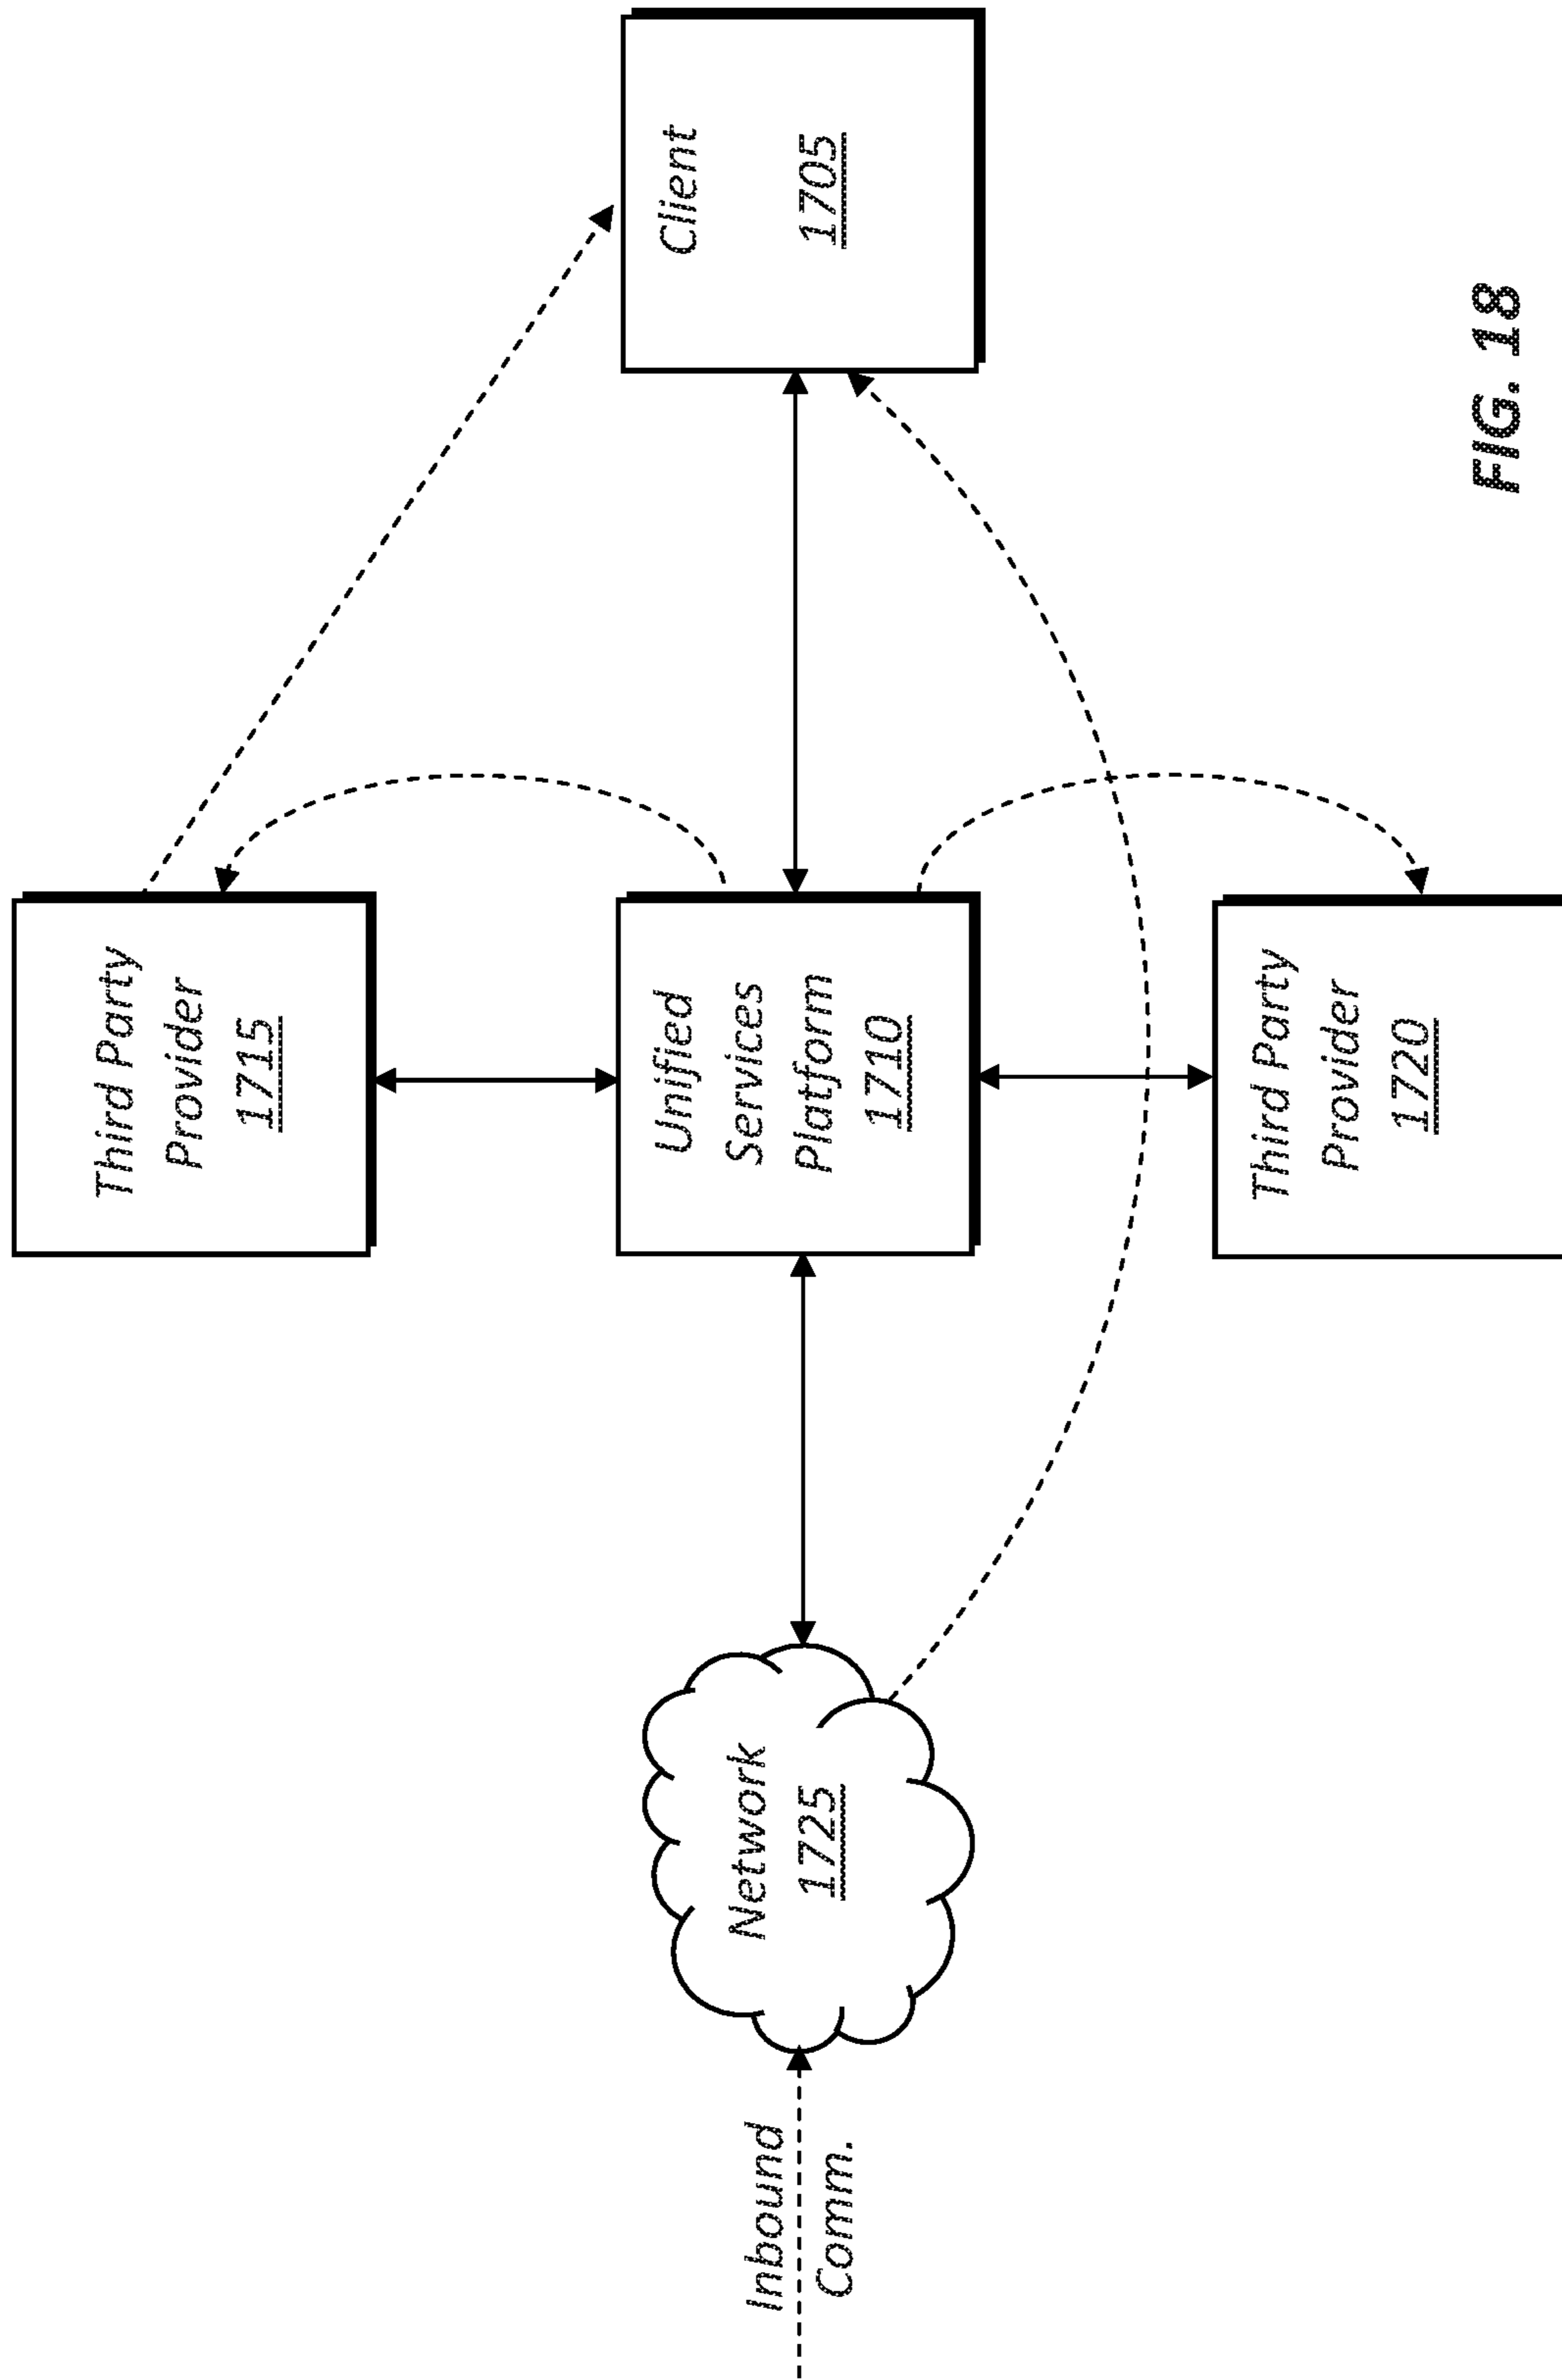 Third Party
Provider
1715
Inbound
Comm.
Network
1725
Unified
Services
Platform
1710
Client
1705
Third Party
Provider
1720
FIG. 18